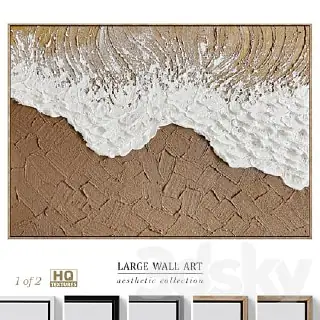 LARGE WALL ART
1 of 2
HQ
TEXTURES
aesthetic collection